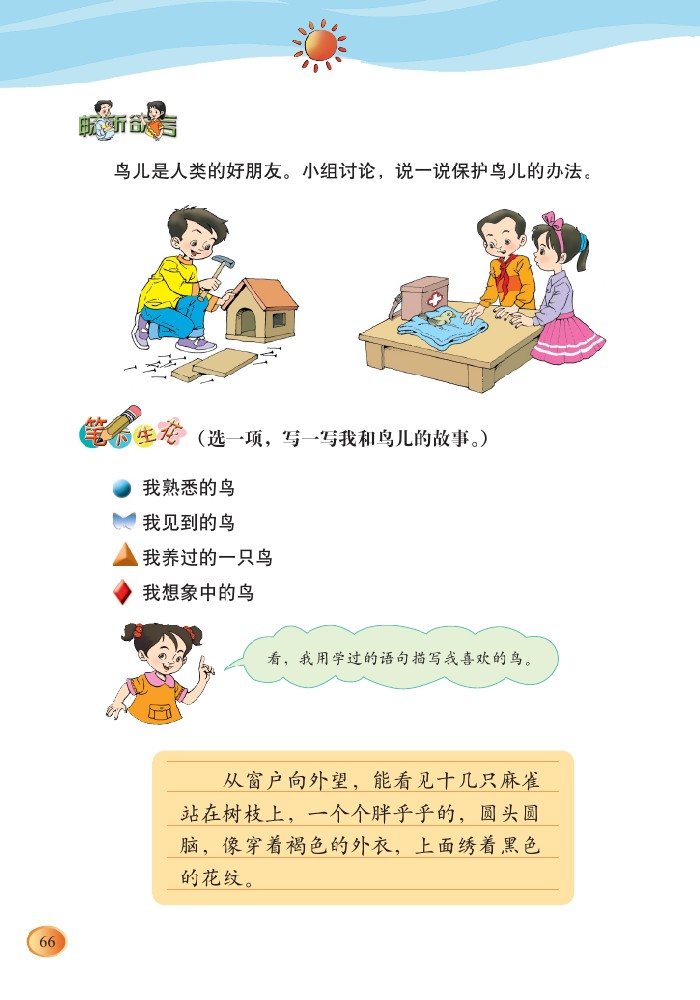 畅所欲言
鸟儿是人类的好朋友。小组讨论，说一说保护鸟儿的办法。
笔下生花（选一项，写一写我和鸟儿的故事。）
我熟悉的鸟
我见到的鸟
我养过的一只鸟
我想象中的鸟
看，我用学过的语句描写我喜欢的鸟。
从窗户向外望，能看见十几只麻雀
站在树枝上，一个个胖乎乎的，圆头圆
脑，像穿着褐色的外衣，上面绣着黑色
的花纹。
66